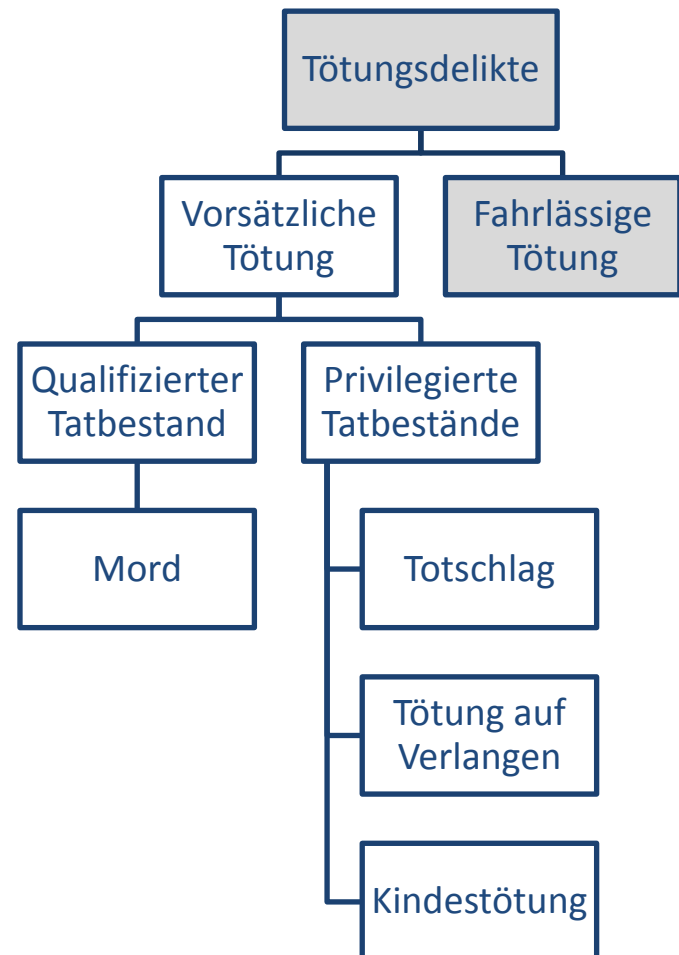 Tötungsdelikte
Vorsätzliche
Tötung
Fahrlässige
Tötung
Qualifizierter
Tatbestand
Privilegierte
Tatbestände
Mord
Totschlag
Tötung auf
Verlangen
Kindestötung